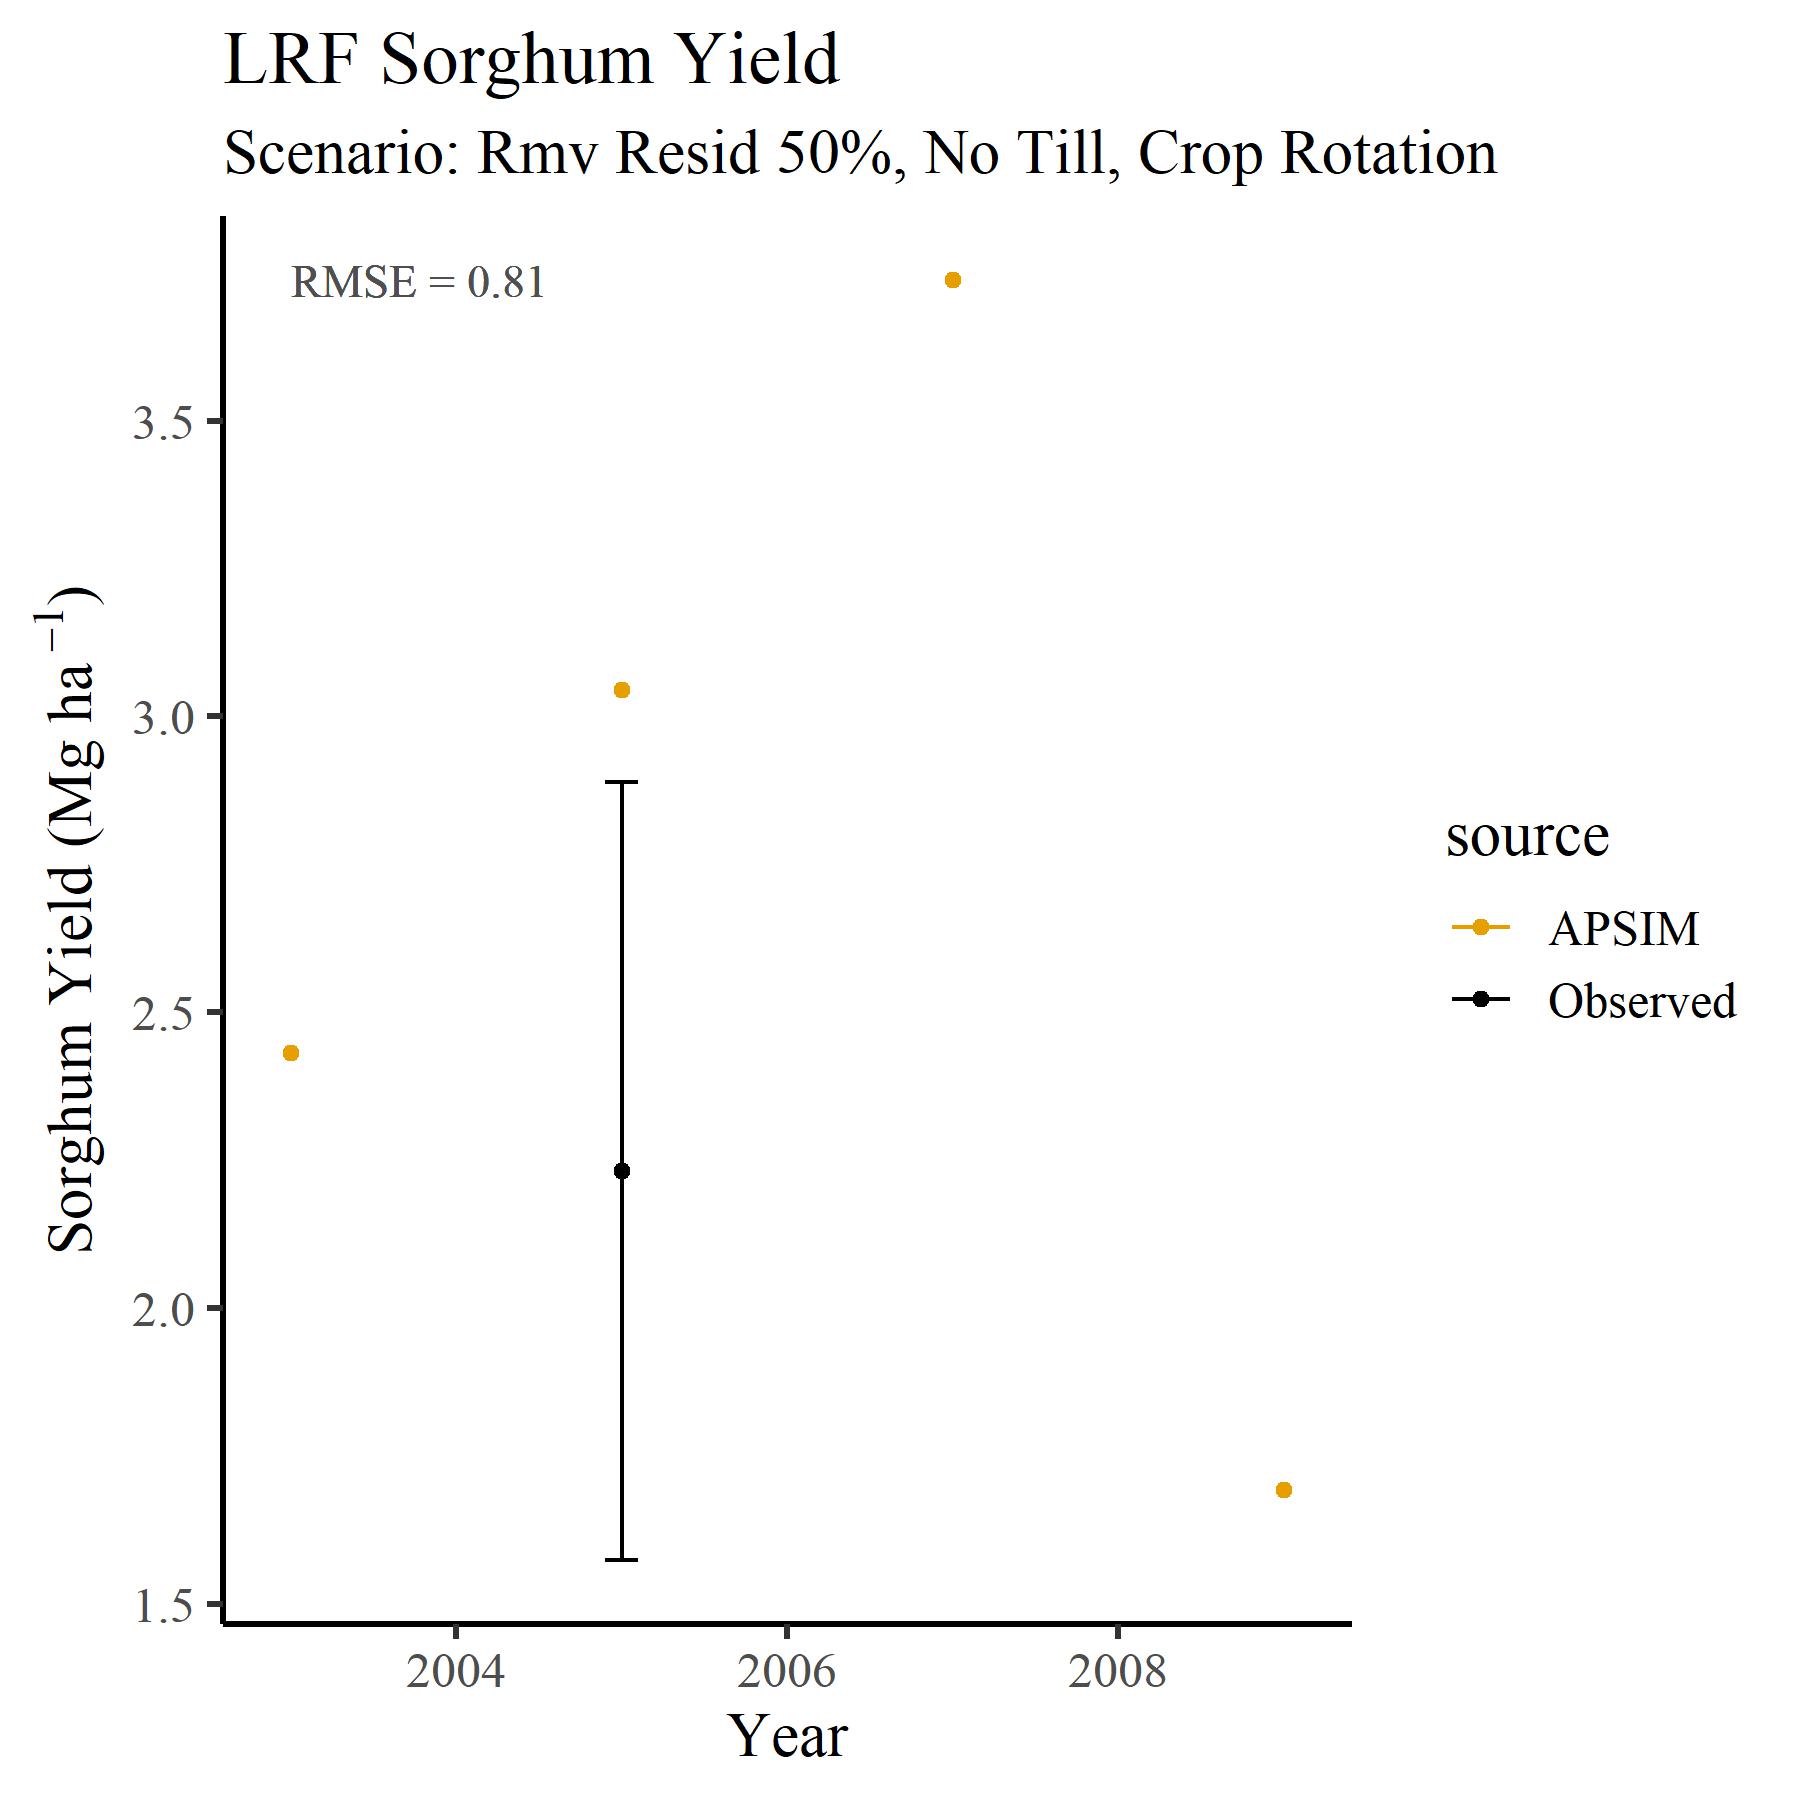 LRF Sorghum Yield
Scenario: Rmv Resid 50%, No Till, Crop Rotation
RMSE = 0.81
3.5
3.0
2.5
2.0
1.5
Sorghum Yield (Mg ha −1)
2004 2006 2008
Year
source
APSIM
Observed